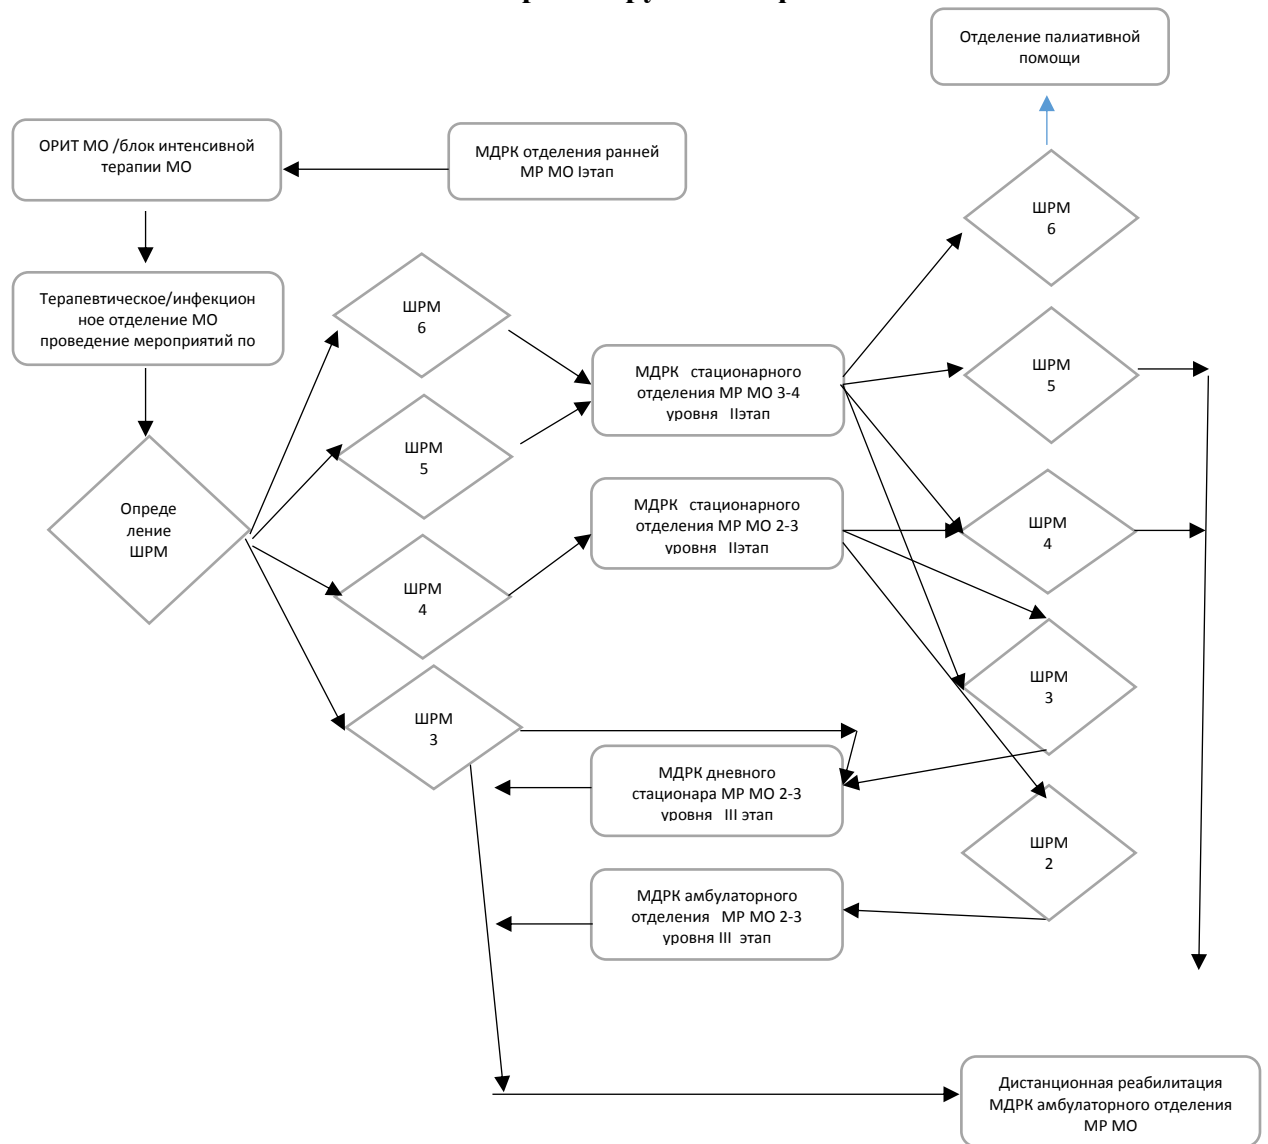 Отделение палиативной
помощи
ОРИТ МО /блок интенсивной
терапии МО
МДРК отделения ранней
МР МО Iэтап
ШРМ
6
Терапевтическое/инфекцион
ное отделение МО
проведение мероприятий по
ШРМ
6
ШРМ
5
МДРК стационарного
отделения МР МО 3-4
уровня IIэтап
ШРМ
5
Опреде
ление
ШРМ
МДРК стационарного
отделения МР МО 2-3
уровня IIэтап
ШРМ
4
ШРМ
4
ШРМ
3
ШРМ
3
МДРК дневного
стационара МР МО 2-3
уровня III этап
ШРМ
2
МДРК амбулаторного
отделения МР МО 2-3
уровня III этап
Дистанционная реабилитация
МДРК амбулаторного отделения
МР МО